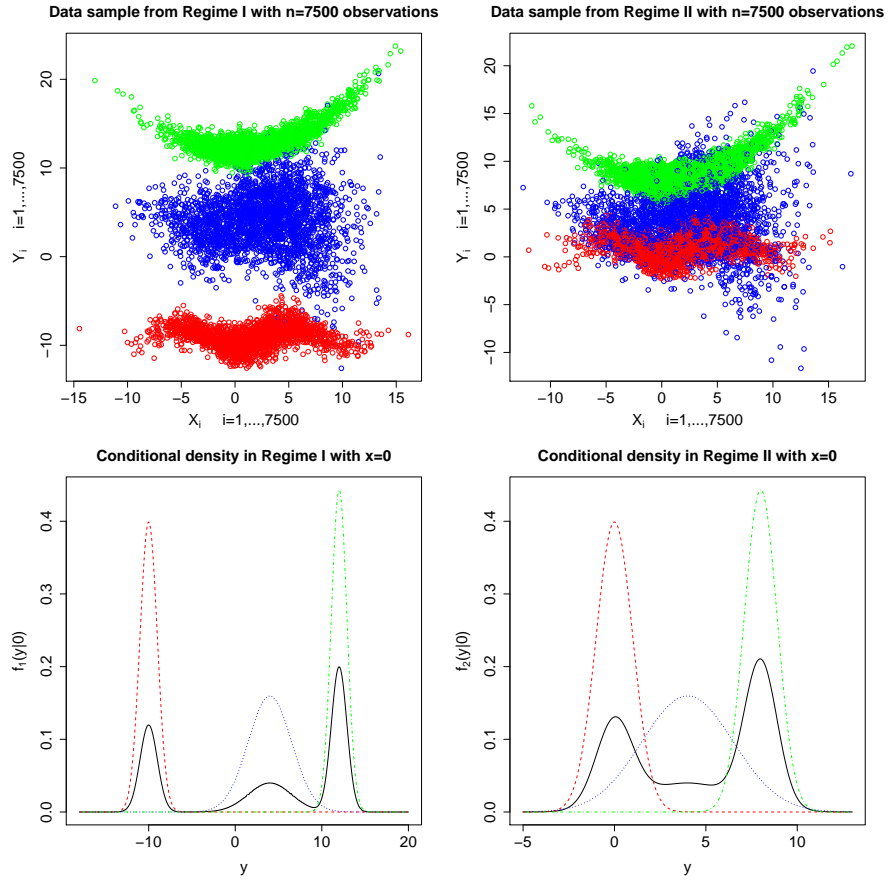 Data sample from Regime I with n=7500 observations
Y_i i=1,...,7500
20
10
0
−10
−15 −10 −5 0 5 10 15
X_i i=1,...,7500
Data sample from Regime II with n=7500 observations
Y_i i=1,...,7500
20
15
10
5
0
−5
−10
−10 −5 0 5 10 15
X_i i=1,...,7500
Conditional density in Regime I with x=0
f_1(y|0)
0.4
0.3
0.2
0.1
0.0
−10 0 10 20
y
Conditional density in Regime II with x=0
f_2(y|0)
0.4
0.3
0.2
0.1
0.0
−5 0 5 10
y